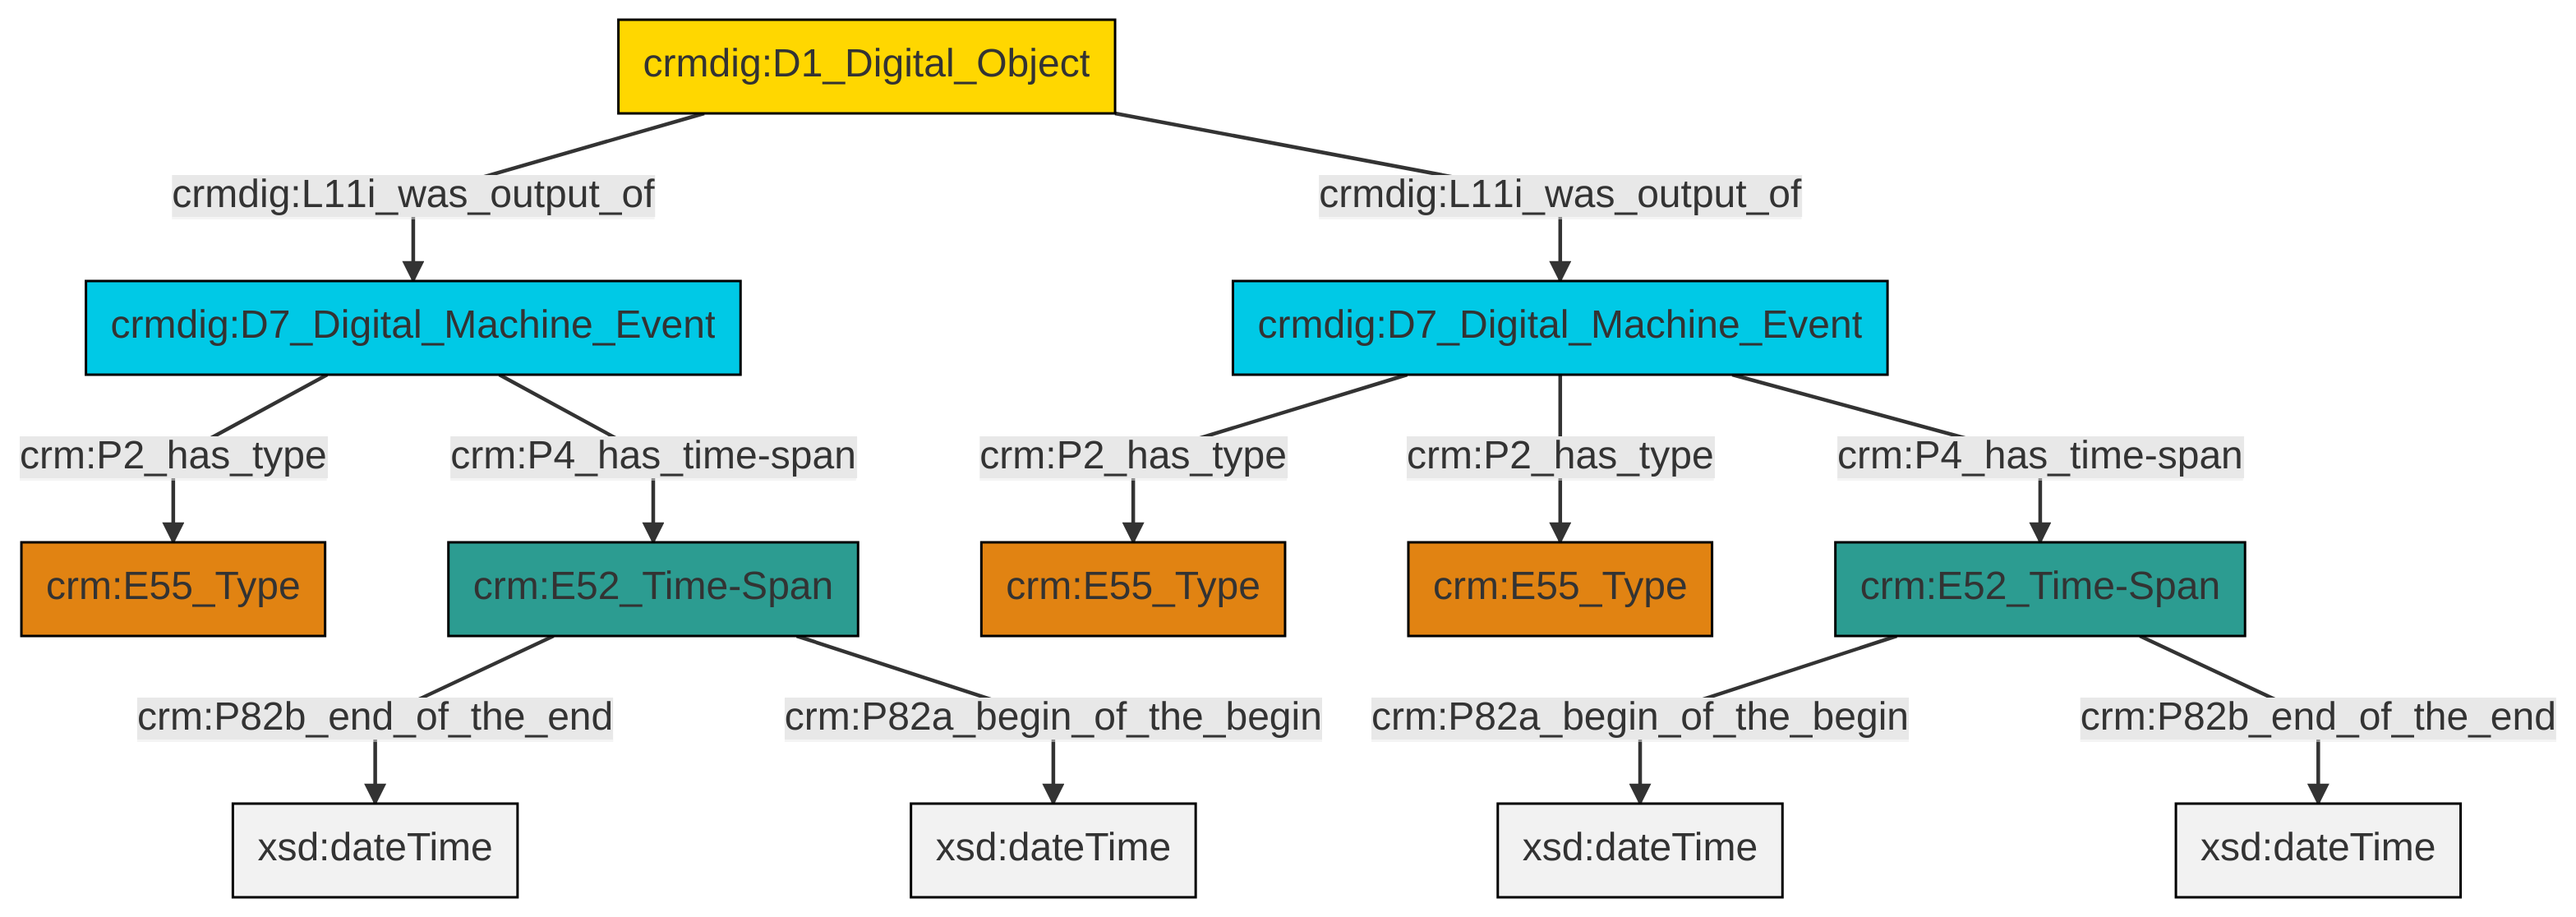 crmdig:D1_Digital_Object
crmdig:L11i_was_output_of
crmdig:L11i_was_output_of
crmdig:D7_Digital_Machine_Event
crmdig:D7_Digital_Machine_Event
crm:P2_has_type
crm:P4_has_time-span
crm:P2_has_type
crm:P2_has_type
crm:P4_has_time-span
crm:E55_Type
crm:E52_Time-Span
crm:E55_Type
crm:E55_Type
crm:E52_Time-Span
crm:P82b_end_of_the_end
crm:P82a_begin_of_the_begin
crm:P82a_begin_of_the_begin
crm:P82b_end_of_the_end
xsd:dateTime
xsd:dateTime
xsd:dateTime
xsd:dateTime